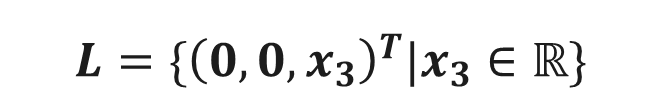 L = {(0, 0, x₃)ᵀ|x₃ ∈ ℝ}